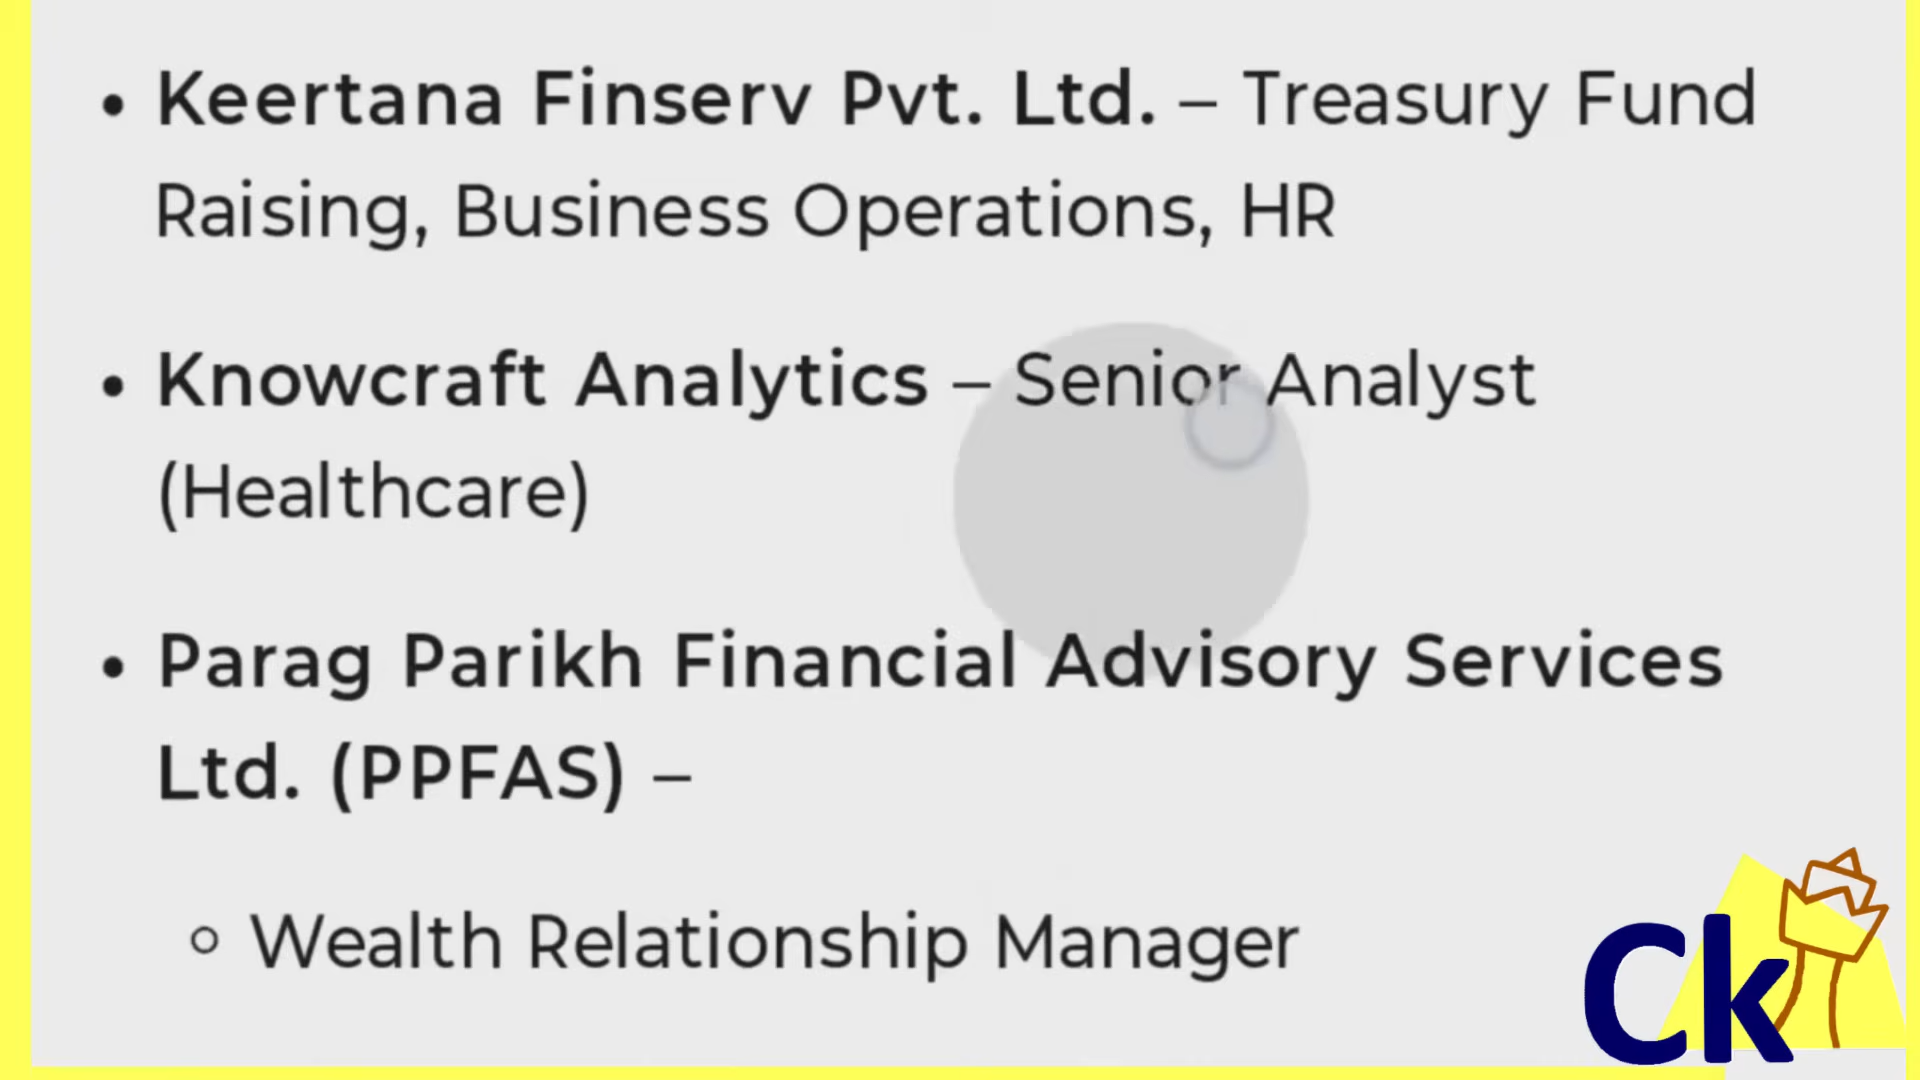 • Keertana Finserv Pvt. Ltd. – Treasury Fund
Raising, Business Operations, HR
• Knowcraft Analytics – Senior Analyst
(Healthcare)
• Parag Parikh Financial Advisory Services
Ltd. (PPFAS) –
○ Wealth Relationship Manager
Ck